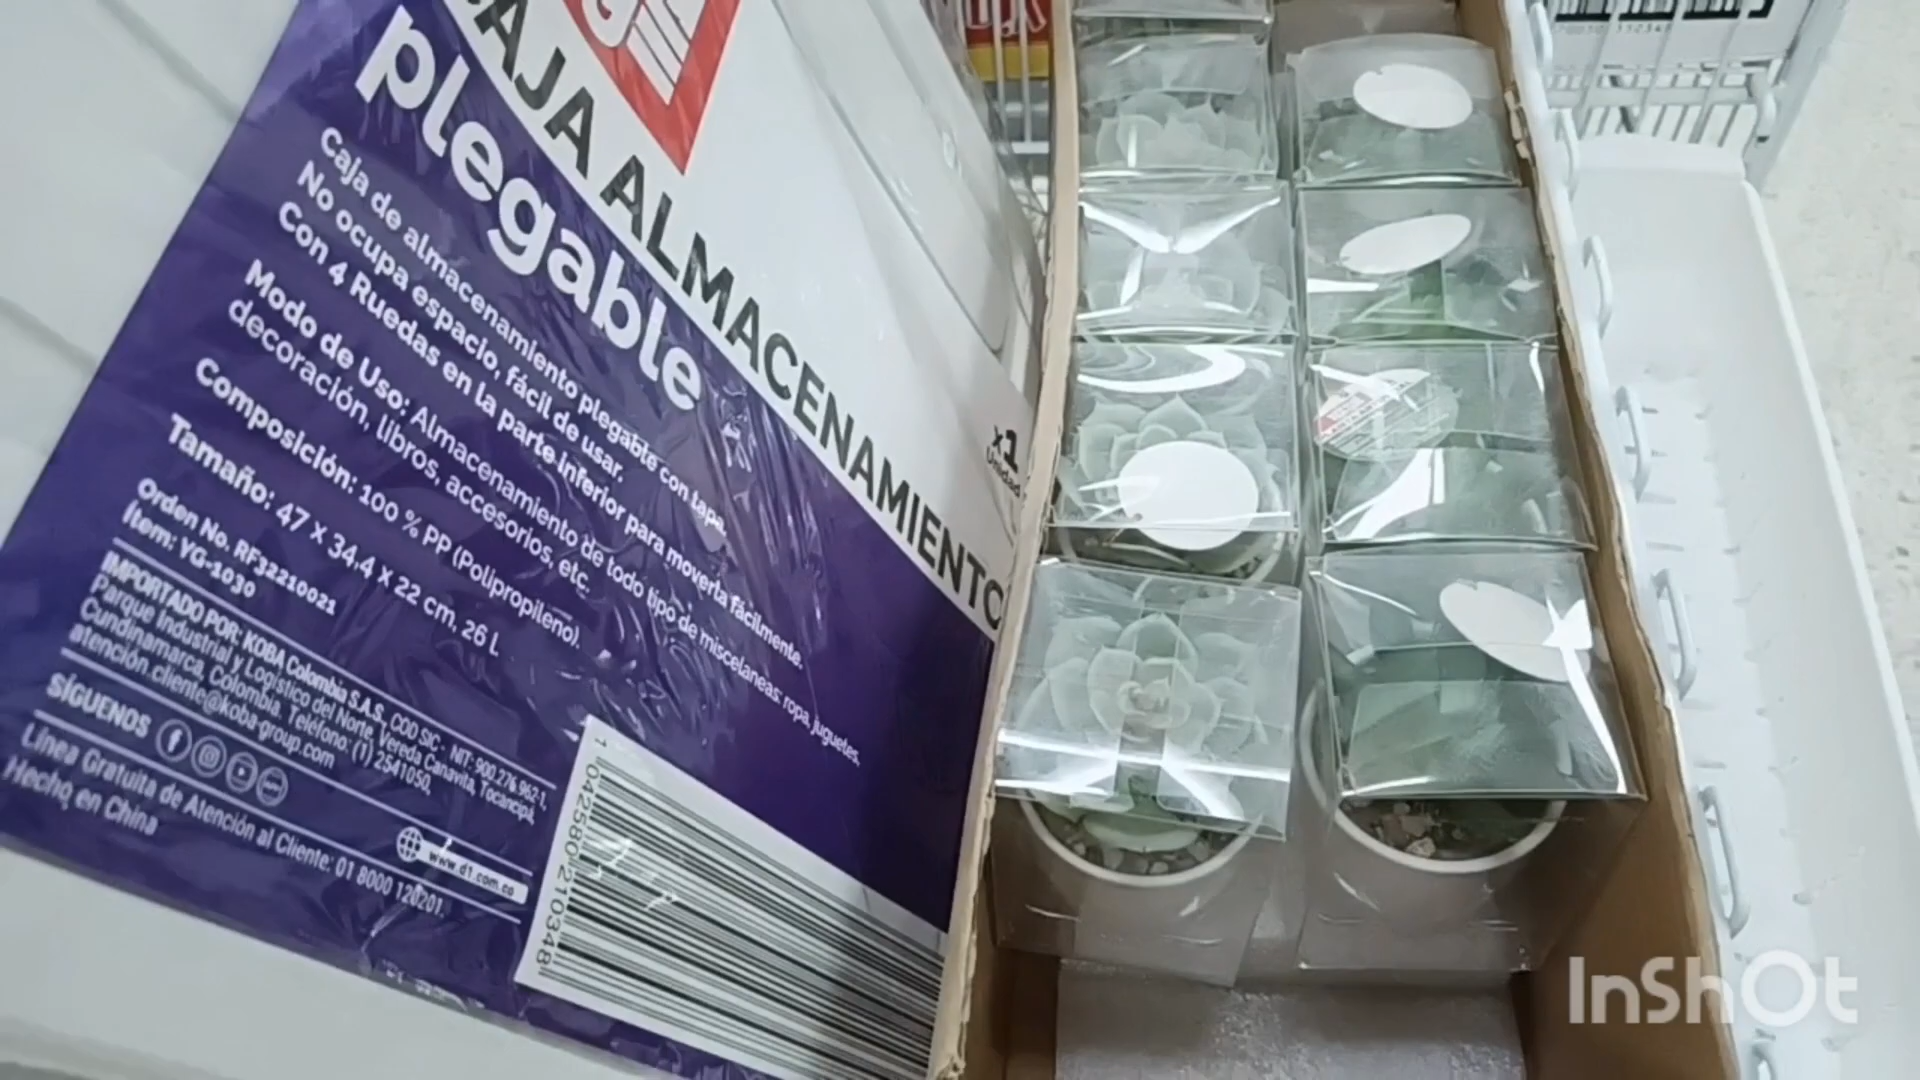 CAJA ALMACENAMIENTO
plegable
Caja de almacenamiento plegable con tapa.
No ocupa espacio, fácil de usar.
Con 4 Ruedas en la parte inferior para moverla fácilmente.
Modo de Uso: Almacenamiento de todo tipo de miscelaneas: ropa, juguetes,
decoración, libros, accesorios, etc.
Composición: 100 % PP (Polipropileno).
Tamaño: 47 x 34,4 x 22 cm, 26 L
Orden No. RF32210021
Ítem: YG-1030
IMPORTADO POR: KOBA Colombia S.A.S, COD SIC - NIT: 900.276.962-1,
Parque Industrial y Logístico del Norte, Vereda Canavita, Tocancipá,
Cundinamarca, Colombia. Teléfono: (1) 2541050,
atención.cliente@koba-group.com
SÍGUENOS
www.d1.com.co
Línea Gratuita de Atención al Cliente: 01 8000 120201.
Hecho en China
x1
Unidad
1 042580 210348
InShOt